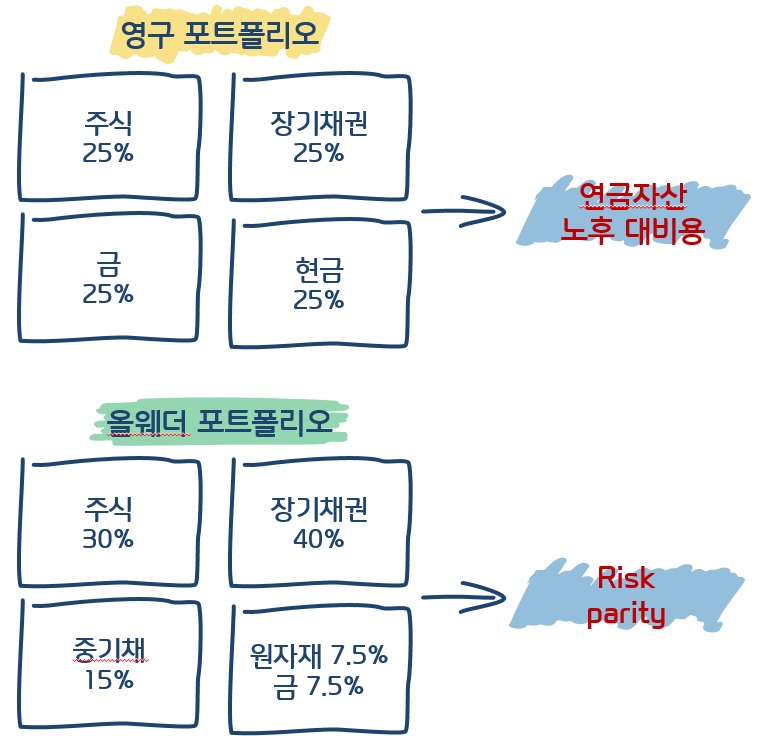 영구 포트폴리오
주식
25%
장기채권
25%
금
25%
현금
25%
연금자산
노후 대비용
올웨더 포트폴리오
주식
30%
장기채권
40%
중기채
15%
원자재 7.5%
금 7.5%
Risk
parity